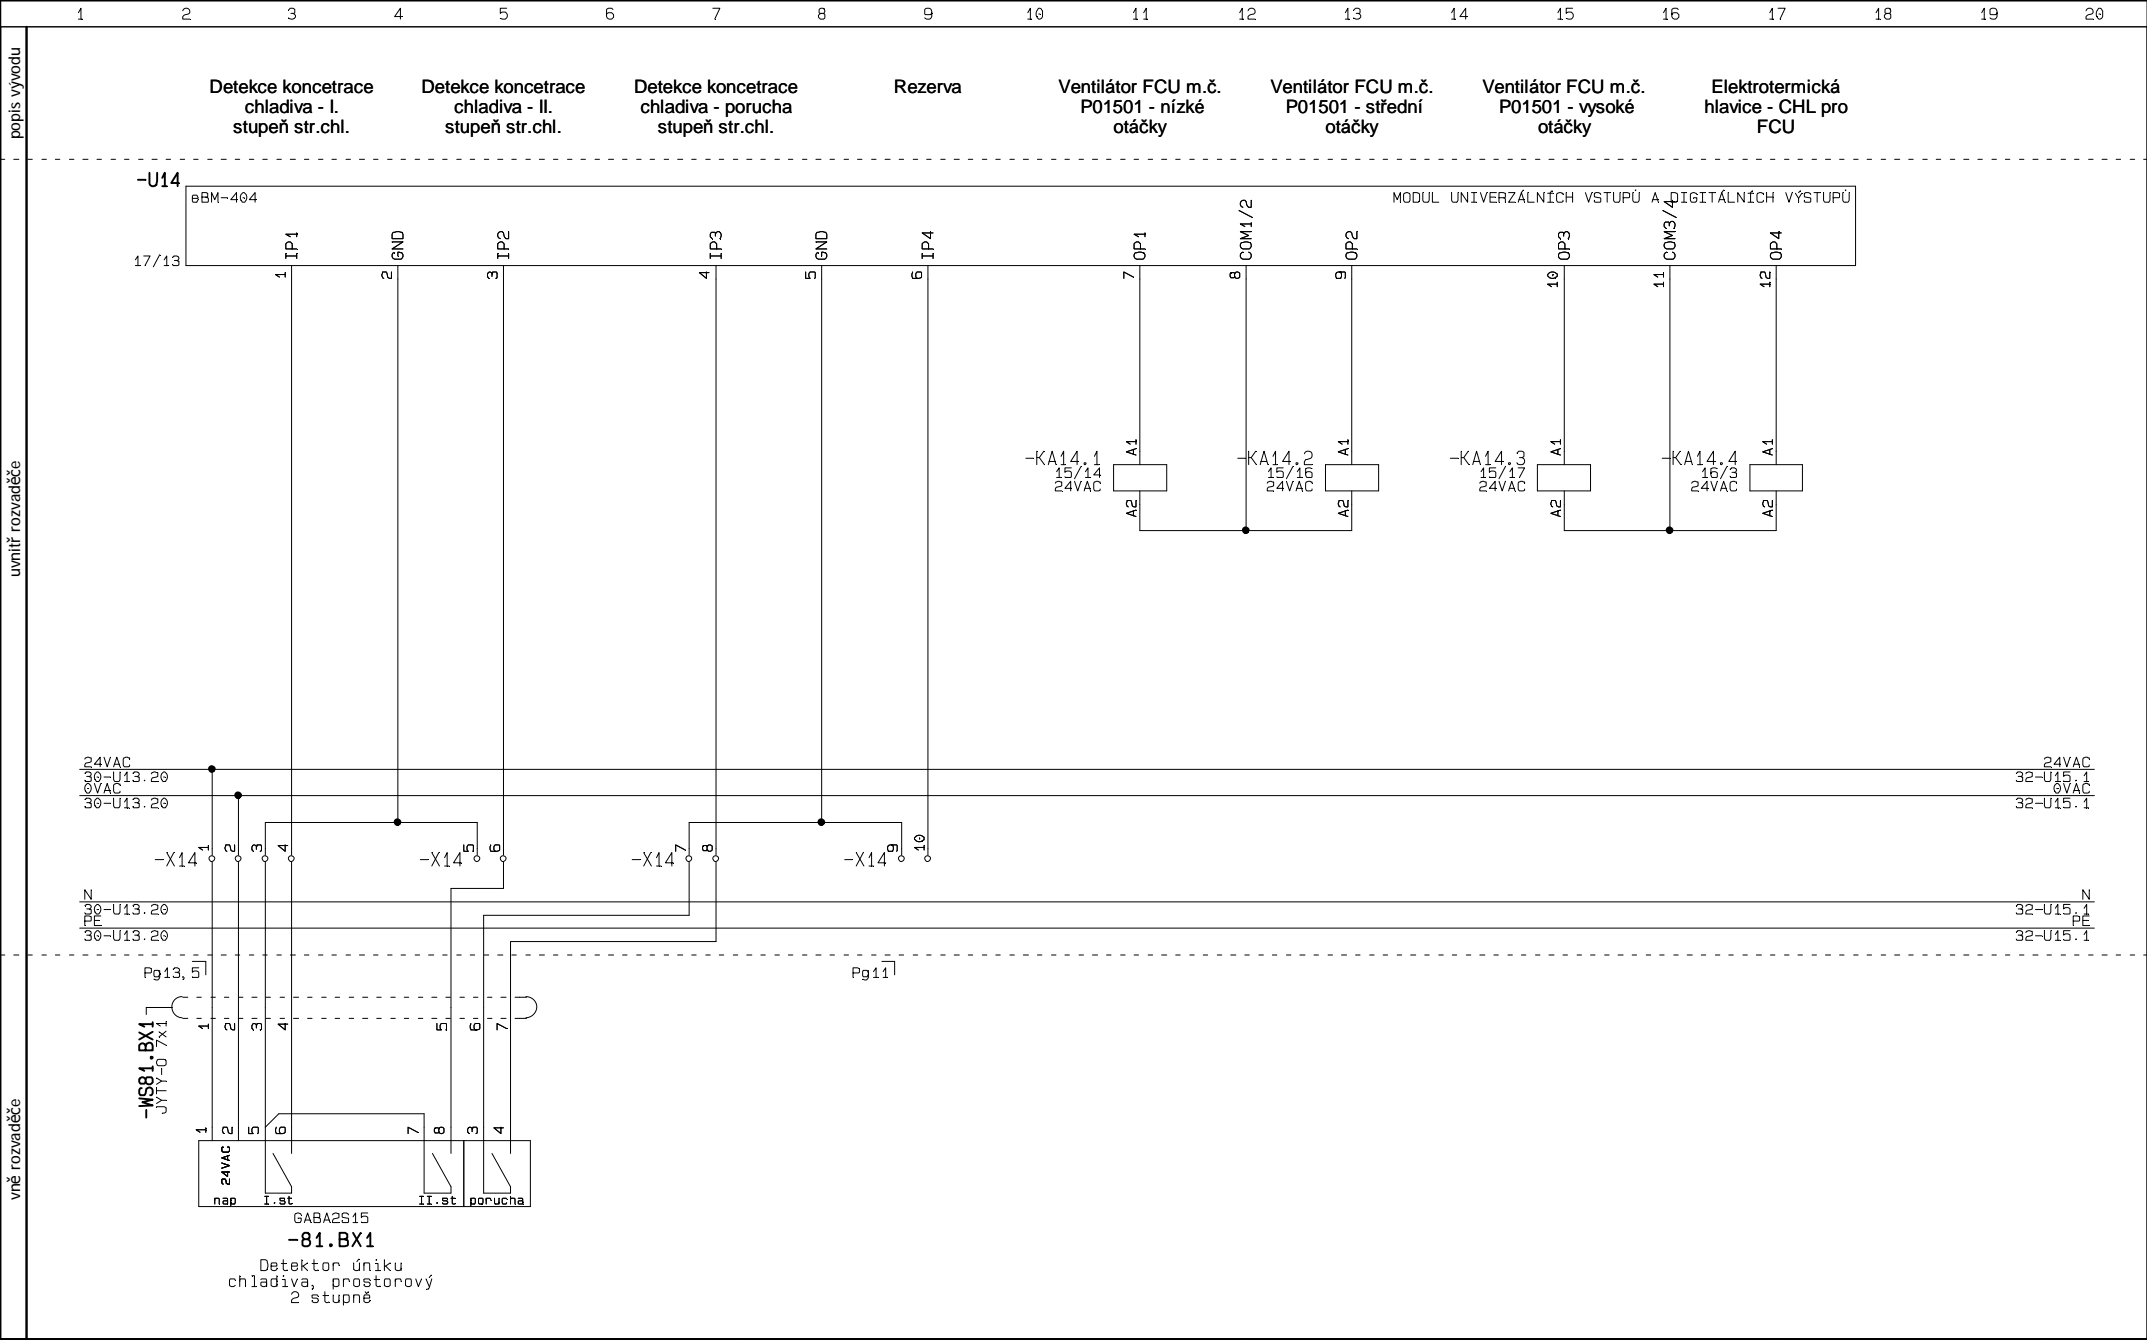 1 2 3 4 5 6 7 8 9 10 11 12 13 14 15 16 17 18 19 20
popis vývodu
Detekce koncetrace
chladiva - I.
stupeň str.chl.
Detekce koncetrace
chladiva - II.
stupeň str.chl.
Detekce koncetrace
chladiva - porucha
stupeň str.chl.
Rezerva
Ventilátor FCU m.č.
P01501 - nízké
otáčky
Ventilátor FCU m.č.
P01501 - střední
otáčky
Ventilátor FCU m.č.
P01501 - vysoké
otáčky
Elektrotermická
hlavice - CHL pro
FCU
uvnitř rozvaděče
-U14
eBM-404
MODUL UNIVERZÁLNÍCH VSTUPŮ A DIGITÁLNÍCH VÝSTUPŮ
17/13
IP1 GND IP2 IP3 GND IP4 OP1 COM1/2 OP2 OP3 COM3/4 OP4
1 2 3 4 5 6 7 8 9 10 11 12
-KA14.1
15/14
24VAC
A1
A2
-KA14.2
15/16
24VAC
A1
A2
-KA14.3
15/17
24VAC
A1
A2
-KA14.4
16/3
24VAC
A1
A2
24VAC
30-U13.20
0VAC
30-U13.20
24VAC
32-U15.1
0VAC
32-U15.1
-X14 1 2 3 4
-X14 5 6
-X14 7 8
-X14 9 10
N
30-U13.20
PE
30-U13.20
N
32-U15.1
PE
32-U15.1
vně rozvaděče
Pg13,5
Pg11
-WS81.BX1
JYTY-O 7x1
1 2 3 4 5 6 7
1 2 5 6 7 8 3 4
24VAC
nap I.st II.st porucha
GABA2S15
-81.BX1
Detektor úniku
chladiva, prostorový
2 stupně